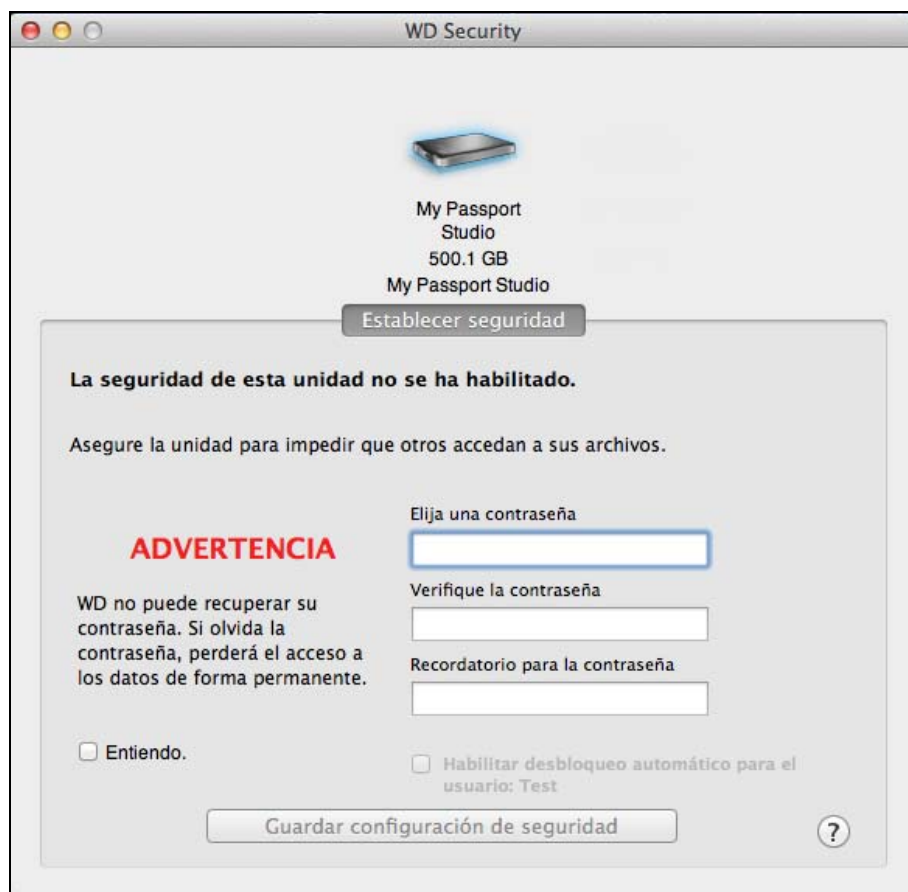 WD Security
My Passport
Studio
500.1 GB
My Passport Studio
Establecer seguridad
La seguridad de esta unidad no se ha habilitado.
Asegure la unidad para impedir que otros accedan a sus archivos.
ADVERTENCIA
WD no puede recuperar su
contraseña. Si olvida la
contraseña, perderá el acceso a
los datos de forma permanente.
Entiendo.
Elija una contraseña
Verifique la contraseña
Recordatorio para la contraseña
Habilitar desbloqueo automático para el
usuario: Test
Guardar configuración de seguridad
?